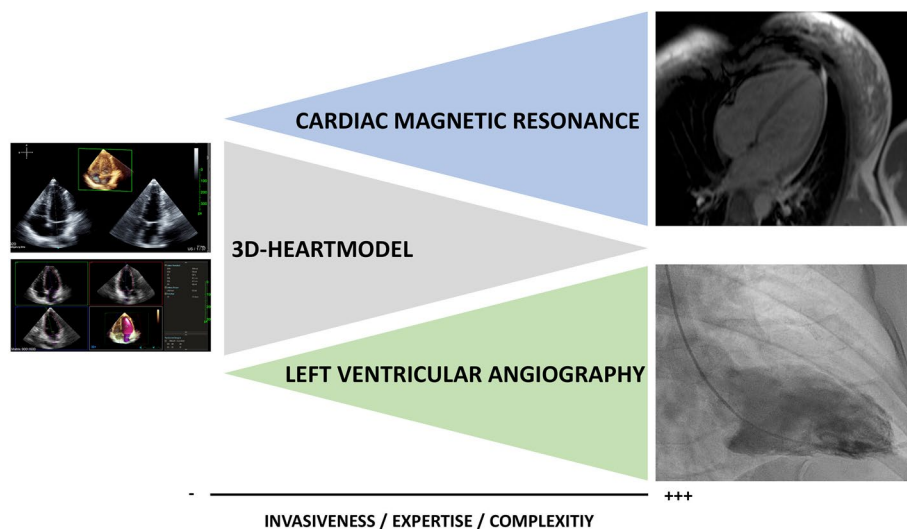 CARDIAC MAGNETIC RESONANCE
3D-HEARTMODEL
LEFT VENTRICULAR ANGIOGRAPHY
- +++
INVASIVENESS / EXPERTISE / COMPLEXITIY